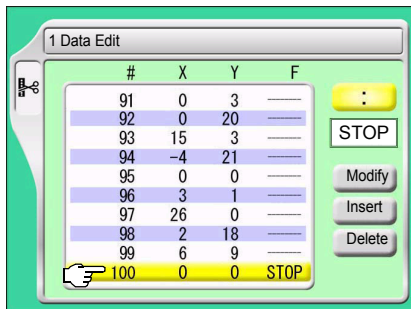 1 Data Edit
# X Y F
91 0 3 --------
92 0 20
93 15 3 --------
94 -4 21 --------
95 0 0 --------
96 3 1 --------
97 26 0 --------
98 2 18 --------
99 6 9 --------
100 0 0 STOP
:
STOP
Modify
Insert
Delete